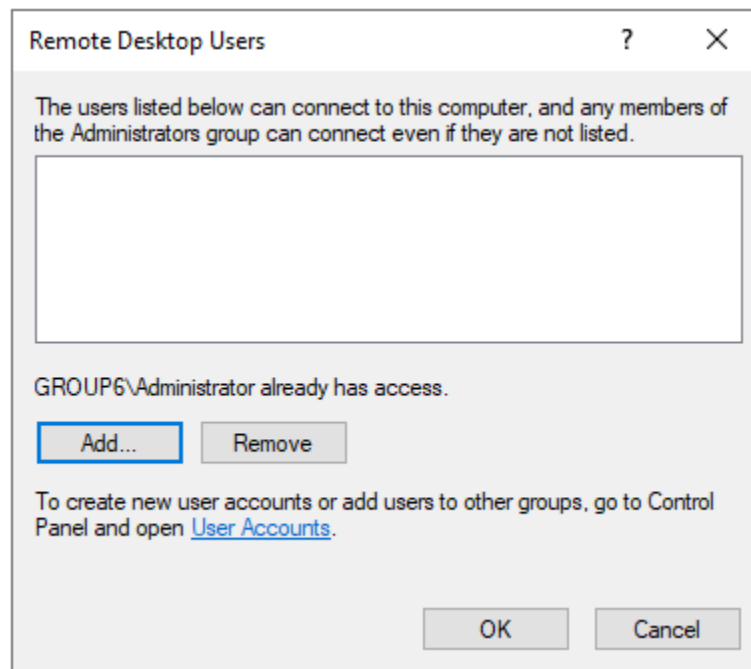 Remote Desktop Users
?
The users listed below can connect to this computer, and any members of
the Administrators group can connect even if they are not listed.
GROUP6\Administrator already has access.
Add...
Remove
To create new user accounts or add users to other groups, go to Control
Panel and open User Accounts.
OK
Cancel